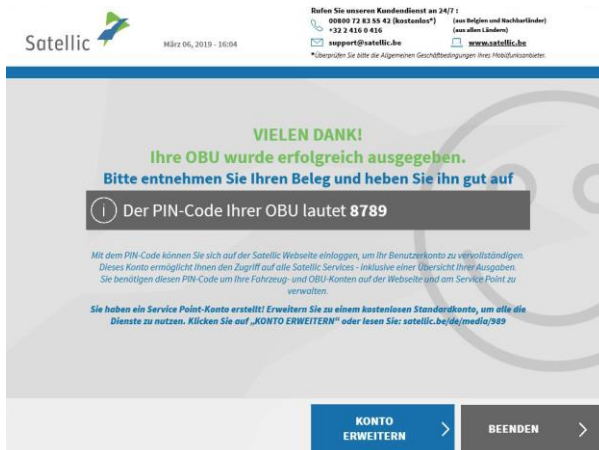 Satellic
März 06, 2019 - 16:04
Rufen Sie unseren Kundendienst an 24/7 :
00800 72 83 55 42 (kostenlos*) (aus Belgien und Nachbarländer)
+32 2 416 0 416 (aus allen Ländern)
support@satellic.be www.satellic.be
*Überprüfen Sie bitte die Allgemeinen Geschäftbedingungen Ihres Mobilfunkanbieter.
VIELEN DANK!
Ihre OBU wurde erfolgreich ausgegeben.
Bitte entnehmen Sie Ihren Beleg und heben Sie ihn gut auf
i Der PIN-Code Ihrer OBU lautet 8789
Mit dem PIN-Code können Sie sich auf der Satellic Webseite einloggen, um Ihr Benutzerkonto zu vervollständigen.
Dieses Konto ermöglicht Ihnen den Zugriff auf alle Satellic Services - inklusive einer Übersicht Ihrer Ausgaben.
Sie benötigen diesen PIN-Code um Ihre Fahrzeug- und OBU-Konten auf der Webseite und am Service Point zu
verwalten.
Sie haben ein Service Point-Konto erstellt! Erweitern Sie zu einem kostenlosen Standardkonto, um alle die
Dienste zu nutzen. Klicken Sie auf „KONTO ERWEITERN" oder lesen Sie: satellic.be/de/media/989
KONTO
ERWEITERN
BEENDEN